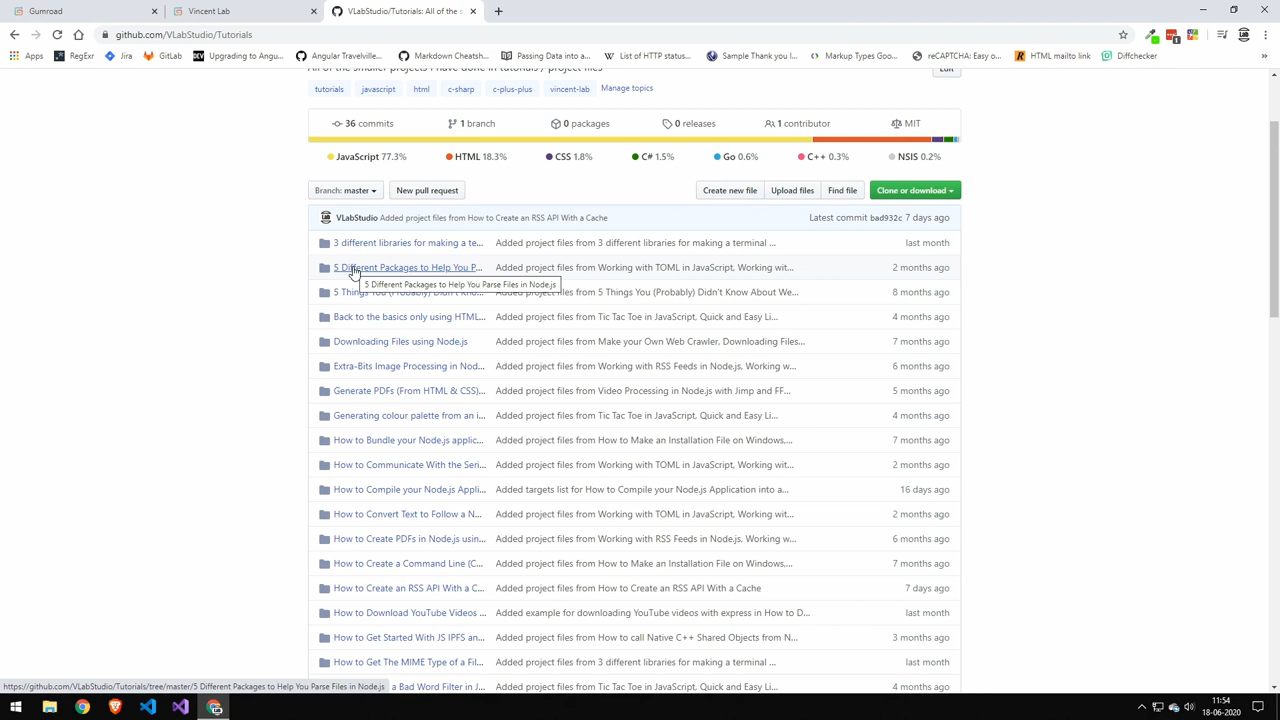 Gumroad
Vincent Lab
VLabStudio/Tutorials: All of the s
github.com/VLabStudio/Tutorials
Apps RegExr Jira GitLab Upgrading to Angu... Angular Travelville... Markdown Cheatsh... Passing Data into a... List of HTTP status... Sample Thank you l... Markup Types Goo... reCAPTCHA: Easy o... HTML mailto link Diffchecker »
All of the smaller projects I have done in tutorials / project files Edit
tutorials javascript html c-sharp c-plus-plus vincent-lab Manage topics
36 commits 1 branch 0 packages 0 releases 1 contributor MIT
JavaScript 77.3% HTML 18.3% CSS 1.8% C# 1.5% Go 0.6% C++ 0.3% NSIS 0.2%
Branch: master New pull request Create new file Upload files Find file Clone or download
VLabStudio Added project files from How to Create an RSS API With a Cache Latest commit bad932c 7 days ago
3 different libraries for making a te... Added project files from 3 different libraries for making a terminal ... last month
5 Different Packages to Help You P... Added project files from Working with TOML in JavaScript, Working wit... 2 months ago
5 Different Packages to Help You Parse Files in Node.js
5 Things You (Probably) Didn't Kno... Added project files from 5 Things You (Probably) Didn't Know About We... 8 months ago
Back to the basics only using HTML... Added project files from Tic Tac Toe in JavaScript, Quick and Easy Li... 4 months ago
Downloading Files using Node.js Added project files from Make your Own Web Crawler, Downloading Files... 7 months ago
Extra-Bits Image Processing in Nod... Added project files from Working with RSS Feeds in Node.js, Working w... 6 months ago
Generate PDFs (From HTML & CSS)... Added project files from Video Processing in Node.js with Jimp and FF... 5 months ago
Generating colour palette from an i... Added project files from Tic Tac Toe in JavaScript, Quick and Easy Li... 4 months ago
How to Bundle your Node.js applic... Added project files from How to Make an Installation File on Windows,... 7 months ago
How to Communicate With the Seri... Added project files from Working with TOML in JavaScript, Working wit... 2 months ago
How to Compile your Node.js Appli... Added targets list for How to Compile your Node.js Application into a... 16 days ago
How to Convert Text to Follow a N... Added project files from Working with TOML in JavaScript, Working wit... 2 months ago
How to Create PDFs in Node.js usin... Added project files from Working with RSS Feeds in Node.js, Working w... 6 months ago
How to Create a Command Line (C... Added project files from How to Make an Installation File on Windows,... 7 months ago
How to Create an RSS API With a C... Added project files from How to Create an RSS API With a Cache 7 days ago
How to Download YouTube Videos ... Added example for downloading YouTube videos with express in How to D... last month
How to Get Started With JS IPFS an... Added project files from How to call Native C++ Shared Objects from N... 3 months ago
How to Get The MIME Type of a Fil... Added project files from 3 different libraries for making a terminal ... last month
a Bad Word Filter in J... Added project files from Tic Tac Toe in JavaScript, Quick and Easy Li... 4 months ago
https://github.com/VLabStudio/Tutorials/tree/master/5 Different Packages to Help You Parse Files in Node.js
11:54
18-06-2020